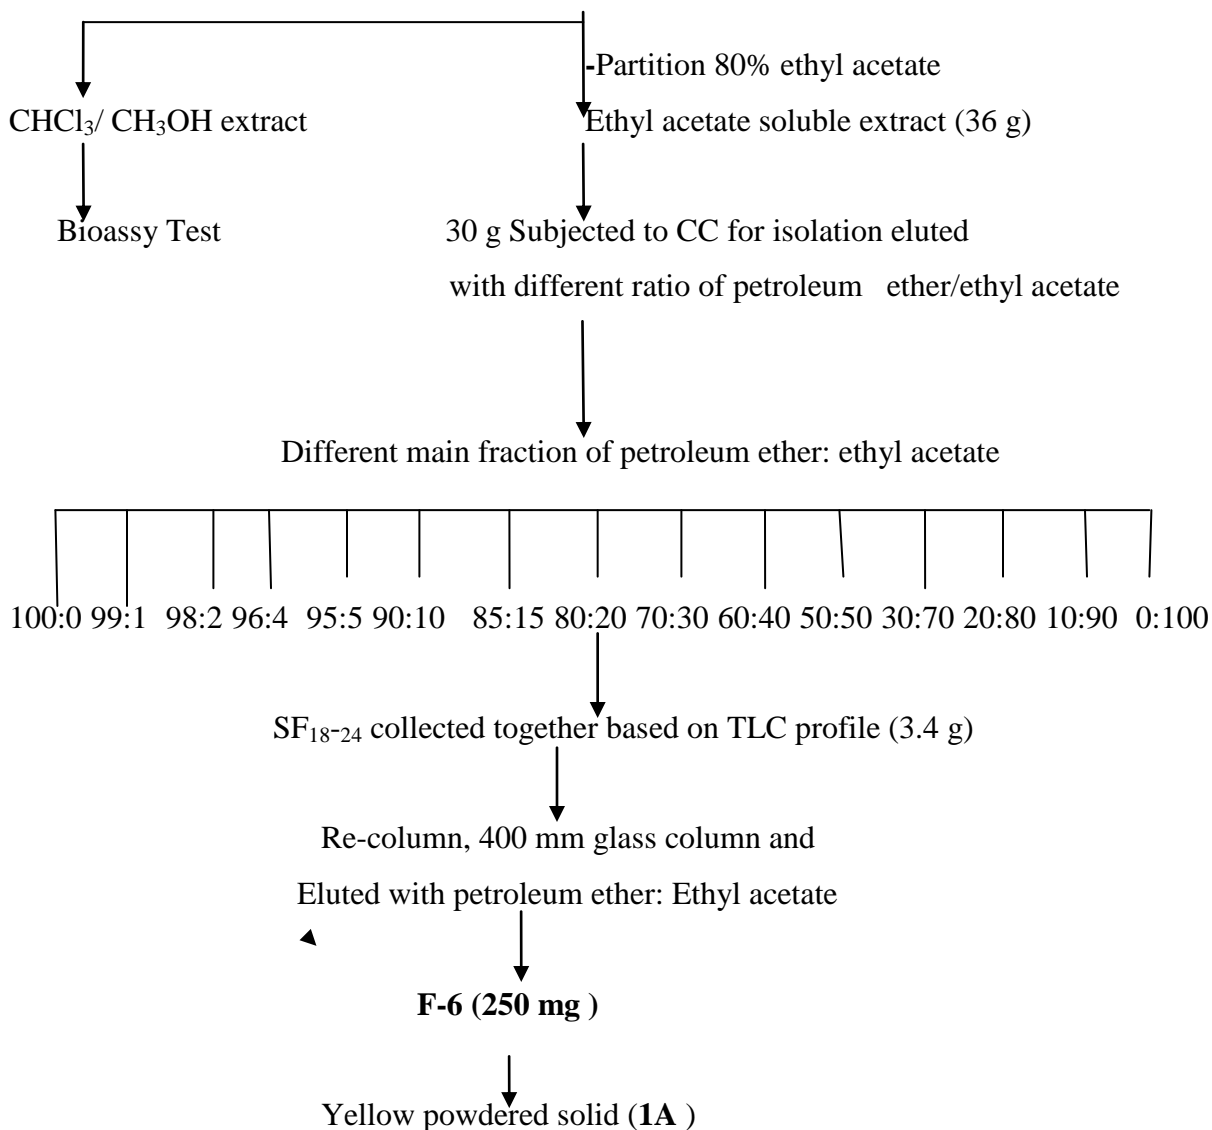 -Partition 80% ethyl acetate
CHCl₃/ CH₃OH extract
Ethyl acetate soluble extract (36 g)
Bioassy Test
30 g Subjected to CC for isolation eluted
with different ratio of petroleum ether/ethyl acetate
Different main fraction of petroleum ether: ethyl acetate
100:0 99:1 98:2 96:4 95:5 90:10 85:15 80:20 70:30 60:40 50:50 30:70 20:80 10:90 0:100
SF₁₈-₂₄ collected together based on TLC profile (3.4 g)
Re-column, 400 mm glass column and
Eluted with petroleum ether: Ethyl acetate
F-6 (250 mg )
Yellow powdered solid (1A )